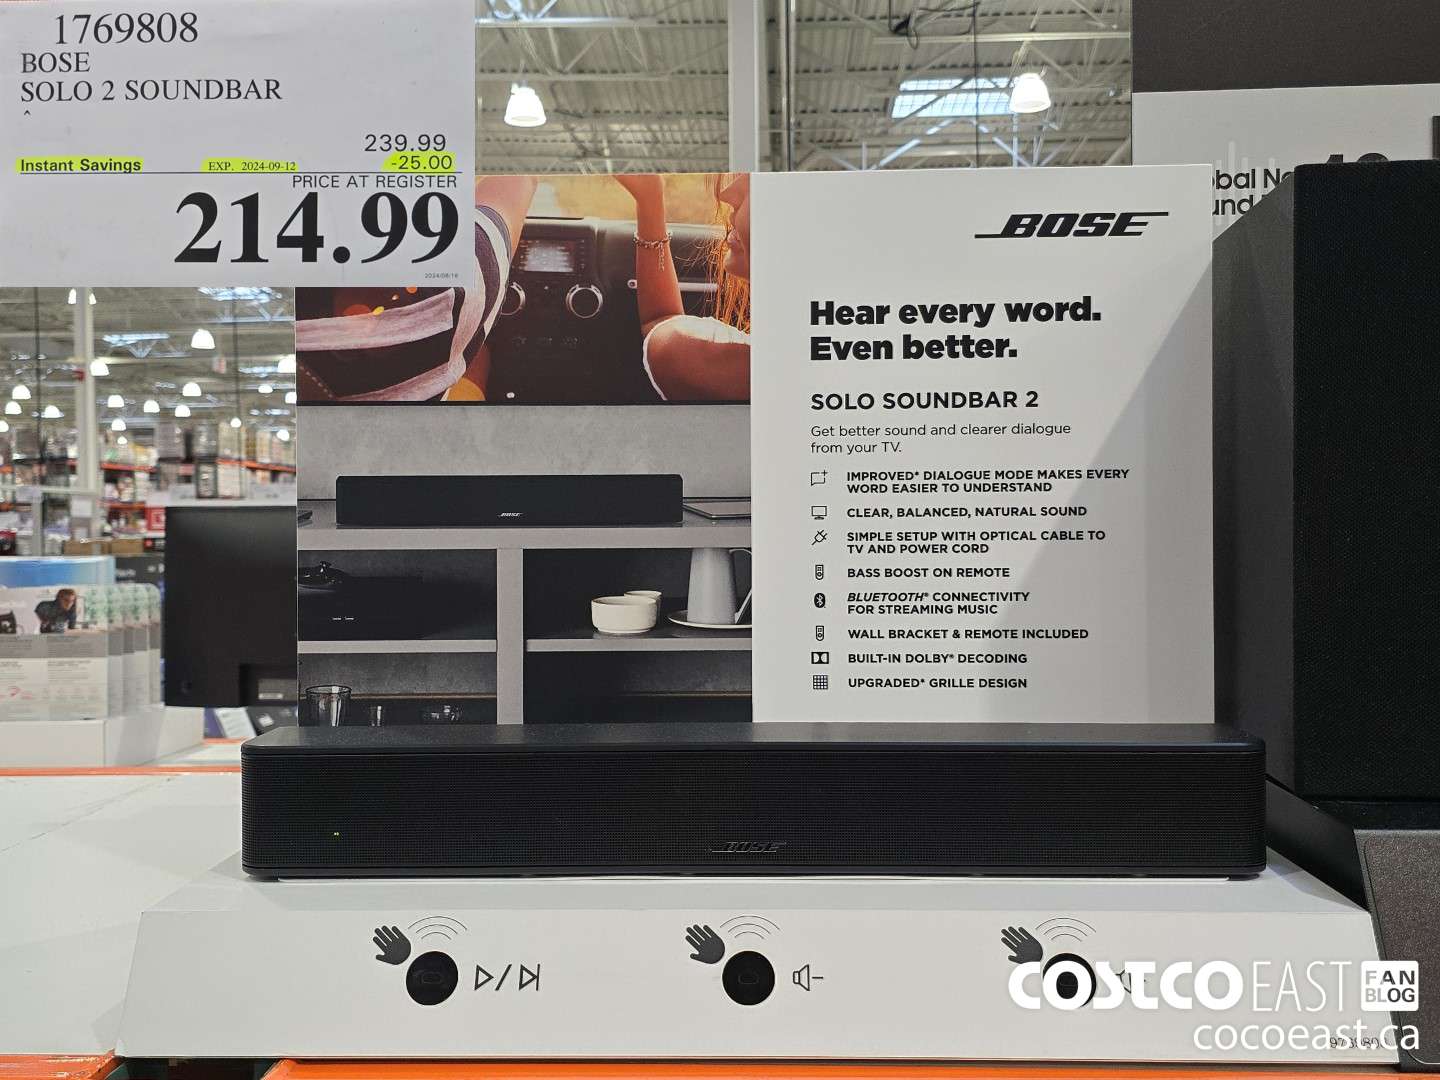 1769808
BOSE
SOLO 2 SOUNDBAR
^
239.99
Instant Savings EXP. 2024-09-12 -25.00
PRICE AT REGISTER
214.99
2024/08/16
BOSE
Hear every word.
Even better.
SOLO SOUNDBAR 2
Get better sound and clearer dialogue
from your TV.
IMPROVED* DIALOGUE MODE MAKES EVERY
WORD EASIER TO UNDERSTAND
CLEAR, BALANCED, NATURAL SOUND
SIMPLE SETUP WITH OPTICAL CABLE TO
TV AND POWER CORD
BASS BOOST ON REMOTE
BLUETOOTH® CONNECTIVITY
FOR STREAMING MUSIC
WALL BRACKET & REMOTE INCLUDED
BUILT-IN DOLBY® DECODING
UPGRADED* GRILLE DESIGN
BOSE
BOSE
COSTCO EAST FAN BLOG
cocoeast.ca